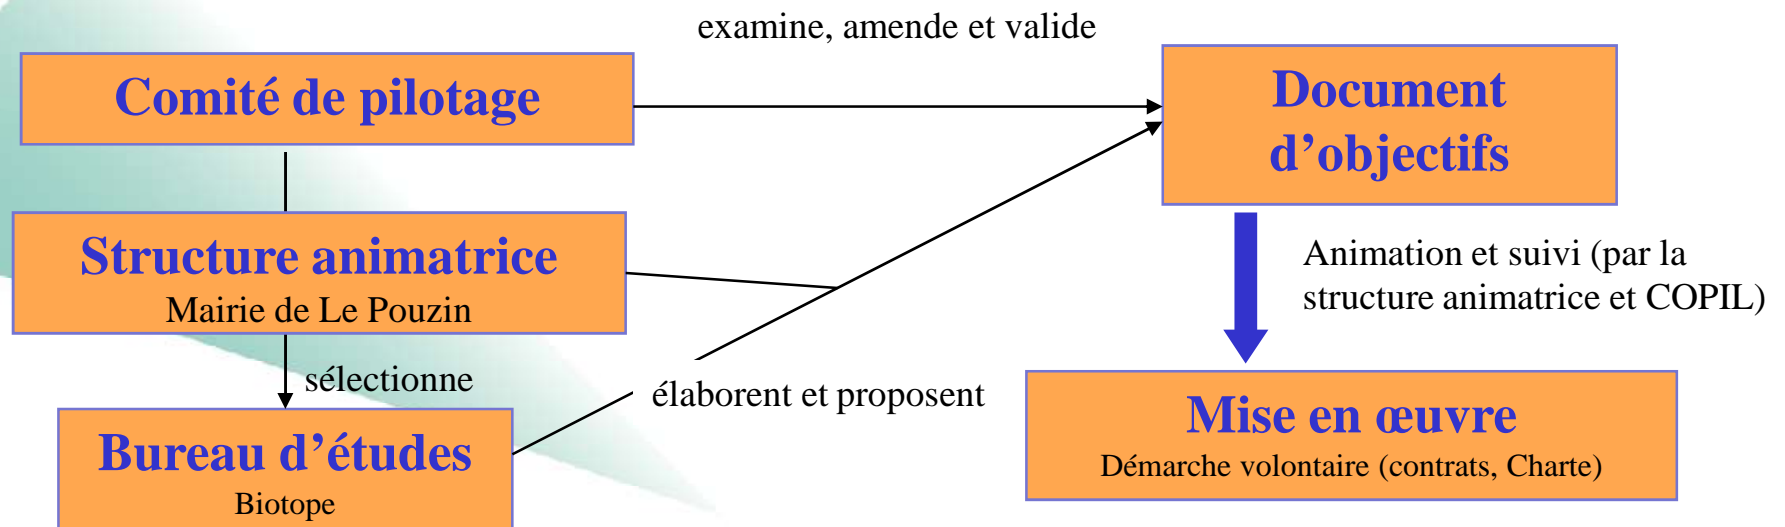 examine, amende et valide
Comité de pilotage
Document
d’objectifs
Structure animatrice
Mairie de Le Pouzin
Animation et suivi (par la
structure animatrice et COPIL)
sélectionne
élaborent et proposent
Bureau d’études
Biotope
Mise en œuvre
Démarche volontaire (contrats, Charte)